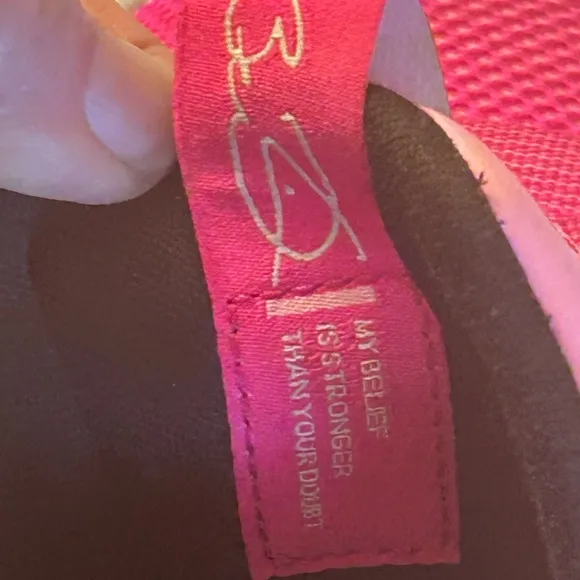 MY BELIEF
IS STRONGER
THAN YOUR DOUBT